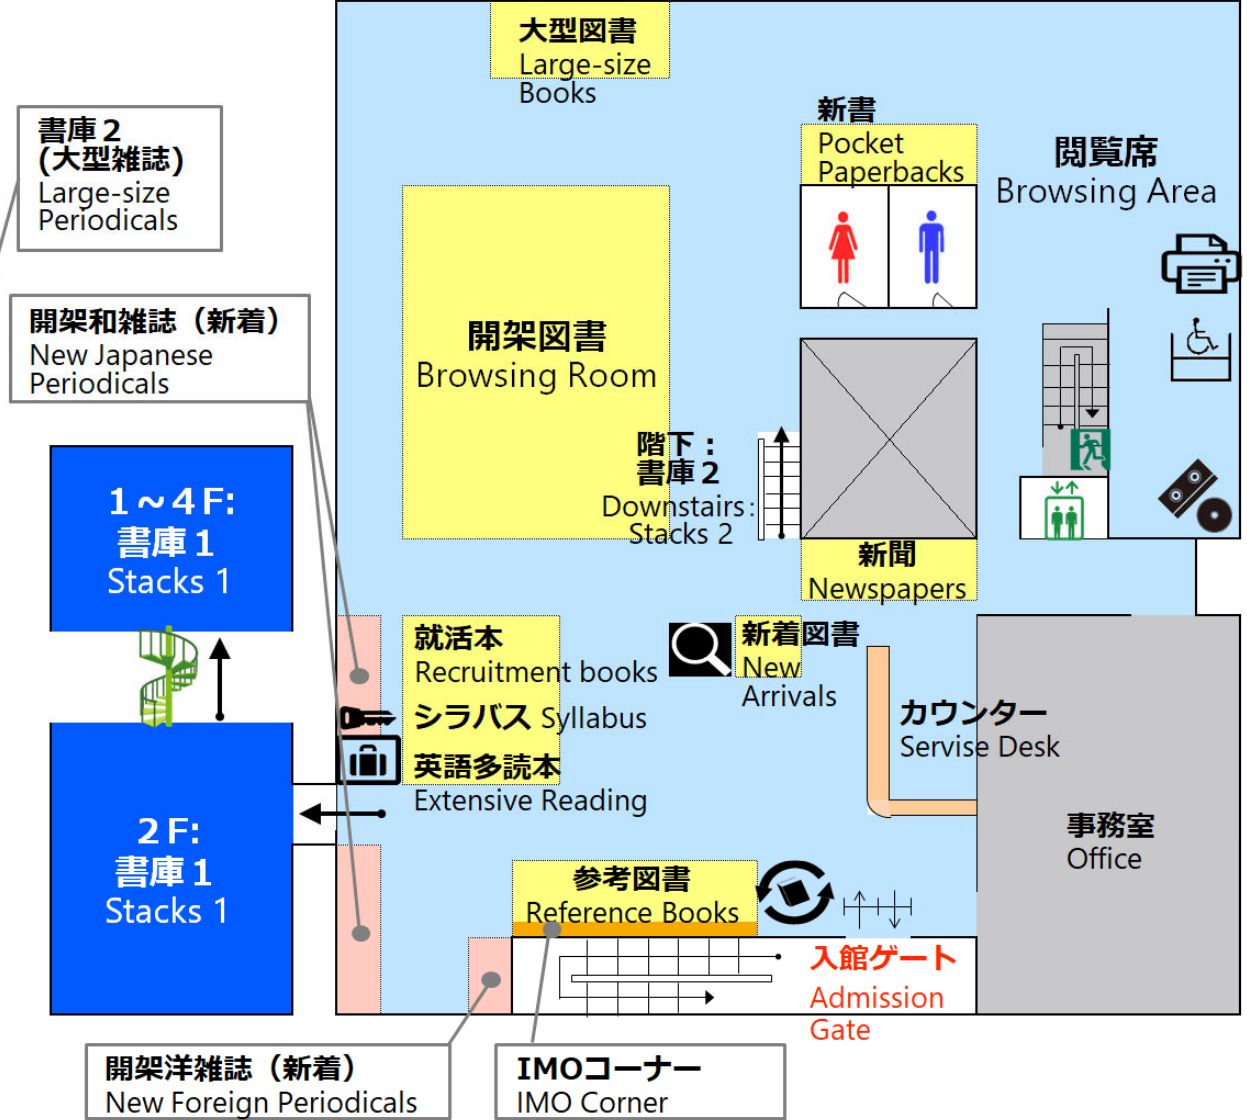 大型図書
Large-size
Books
書庫２
(大型雑誌)
Large-size
Periodicals
新書
Pocket
Paperbacks
閲覧席
Browsing Area
開架和雑誌（新着）
New Japanese
Periodicals
開架図書
Browsing Room
階下：
書庫２
Downstairs:
Stacks 2
１～４Ｆ:
書庫１
Stacks 1
新聞
Newspapers
就活本
Recruitment books
新着図書
New
Arrivals
シラバス Syllabus
カウンター
Servise Desk
英語多読本
Extensive Reading
２Ｆ:
書庫１
Stacks 1
事務室
Office
参考図書
Reference Books
入館ゲート
Admission
Gate
開架洋雑誌（新着）
New Foreign Periodicals
IMOコーナー
IMO Corner